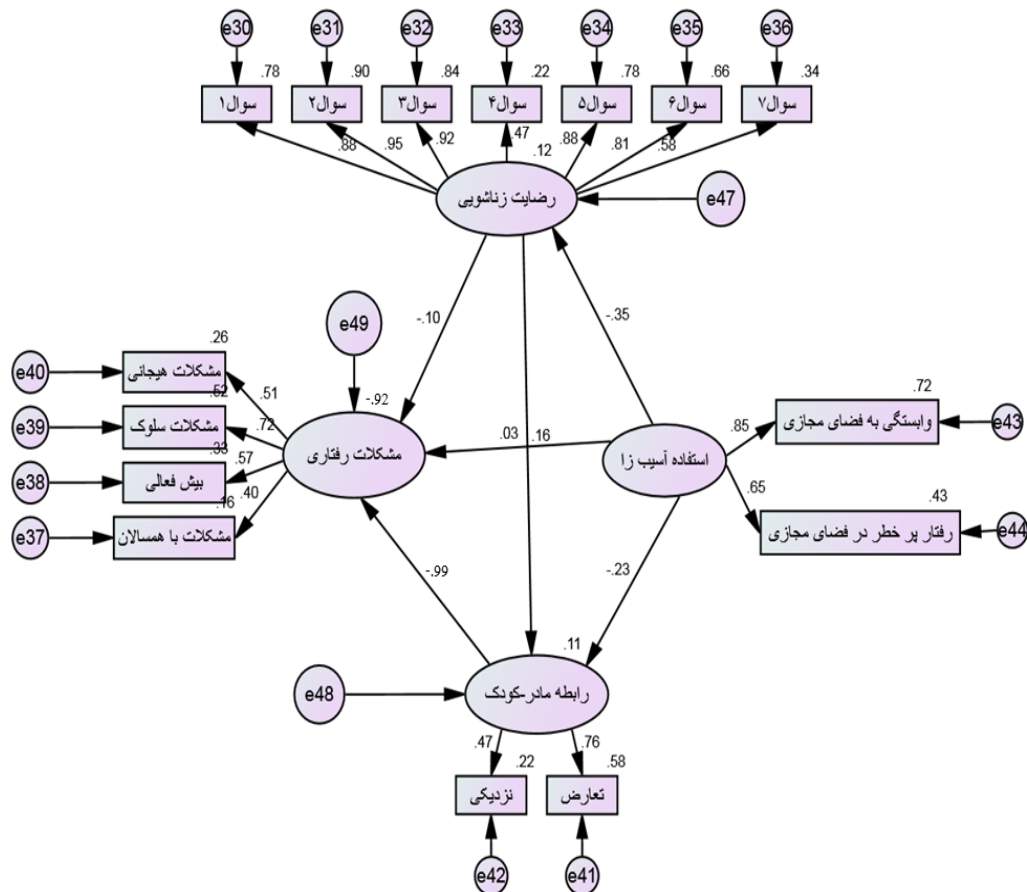 e30 e31 e32 e33 e34 e35 e36
.78 .90 .84 .22 .78 .66 .34
سوال۱ سوال۲ سوال۳ سوال۴ سوال۵ سوال۶ سوال۷
.88 .95 .92 .47 .88 .81 .58
.12
رضایت زناشویی
e47
-.10
-.35
e49
-.92
مشکلات رفتاری
.26
e40
مشکلات هیجانی
.51
.52
e39
مشکلات سلوک
.72
.33
e38
بیش فعالی
.57
.16
e37
مشکلات با همسالان
.40
.03
.16
استفاده آسیب زا
.72
.85
وابستگی به فضای مجازی
e43
.65
.43
رفتار پر خطر در فضای مجازی
e44
-.99
-.23
.11
e48
رابطه مادر-کودک
.47 .22 .76 .58
نزدیکی
تعارض
e42
e41